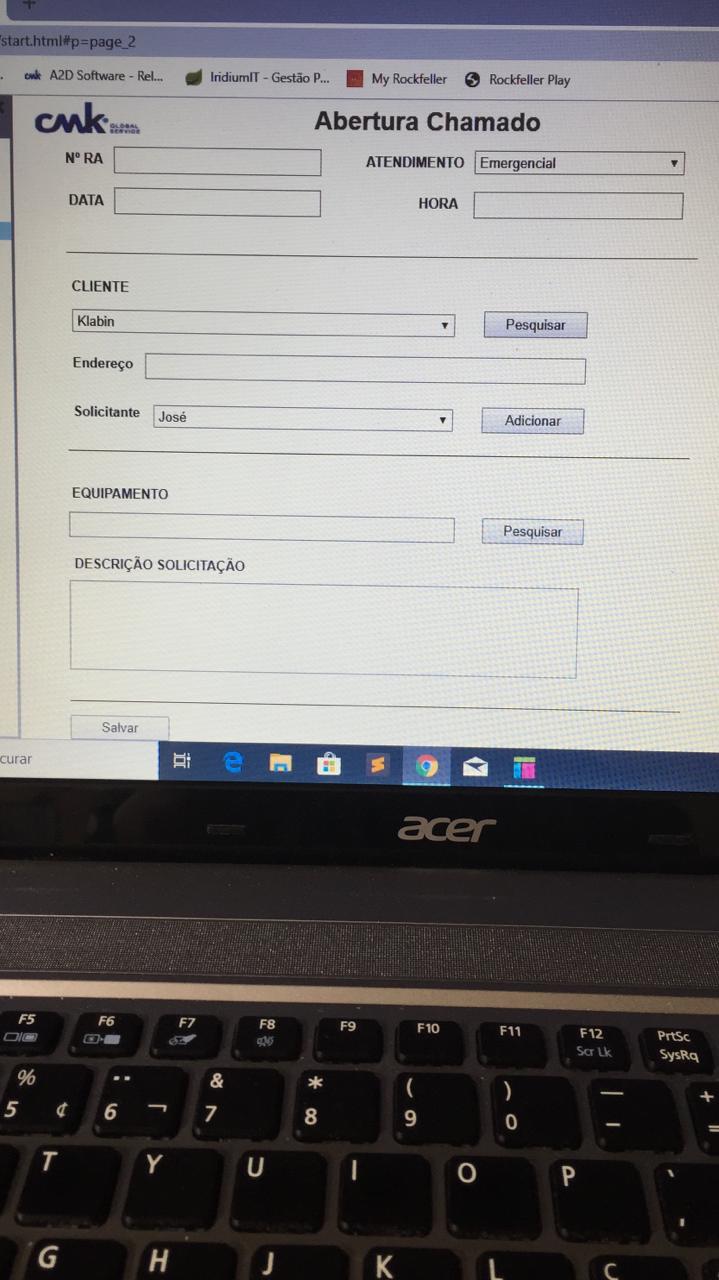 /start.html#p=page_2
cmk A2D Software - Rel... IridiumIT - Gestão P... My Rockfeller Rockfeller Play
cmk GLOBAL SERVICE
Abertura Chamado
Nº RA ATENDIMENTO Emergencial
DATA HORA
CLIENTE
Klabin Pesquisar
Endereço
Solicitante José Adicionar
EQUIPAMENTO
Pesquisar
DESCRIÇÃO SOLICITAÇÃO
Salvar
curar
acer
F5 F6 F7 F8 F9 F10 F11 F12 Scr Lk PrtSc SysRq
% 5 ¢ ¨ 6 ¬ & 7 * 8 ( 9 ) 0 _ - + =
T Y U I O P ` ´
G H J K L Ç